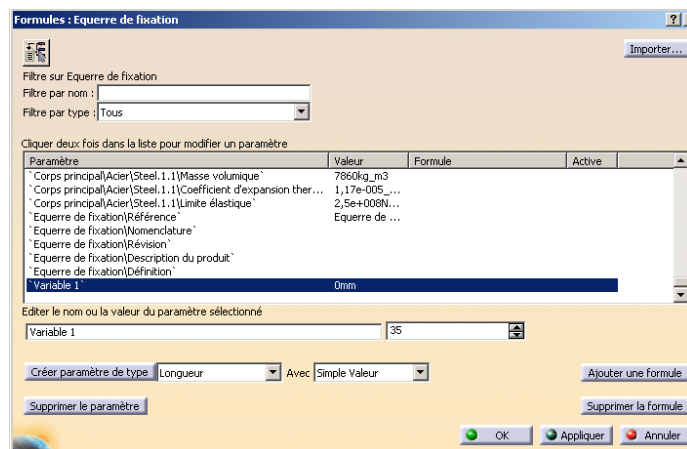 Formules : Equerre de fixation
Importer...
Filtre sur Equerre de fixation
Filtre par nom :
Filtre par type : Tous
Cliquer deux fois dans la liste pour modifier un paramètre
Paramètre Valeur Formule Active
`Corps principal\Acier\Steel.1.1\Masse volumique` 7860kg_m3
`Corps principal\Acier\Steel.1.1\Coefficient d'expansion ther... 1,17e-005_...
`Corps principal\Acier\Steel.1.1\Limite élastique` 2,5e+008N...
`Equerre de fixation\Référence` Equerre de ...
`Equerre de fixation\Nomenclature`
`Equerre de fixation\Révision`
`Equerre de fixation\Description du produit`
`Equerre de fixation\Définition`
`Variable 1` 0mm
Editer le nom ou la valeur du paramètre sélectionné
Variable 1 35
Créer paramètre de type Longueur Avec Simple Valeur Ajouter une formule
Supprimer le paramètre Supprimer la formule
OK Appliquer Annuler